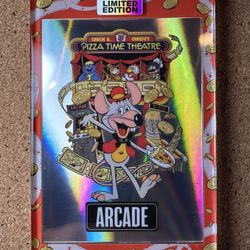 LIMITED
EDITION
CHUCK E. CHEESE'S
PIZZA TIME THEATRE
ARCADE